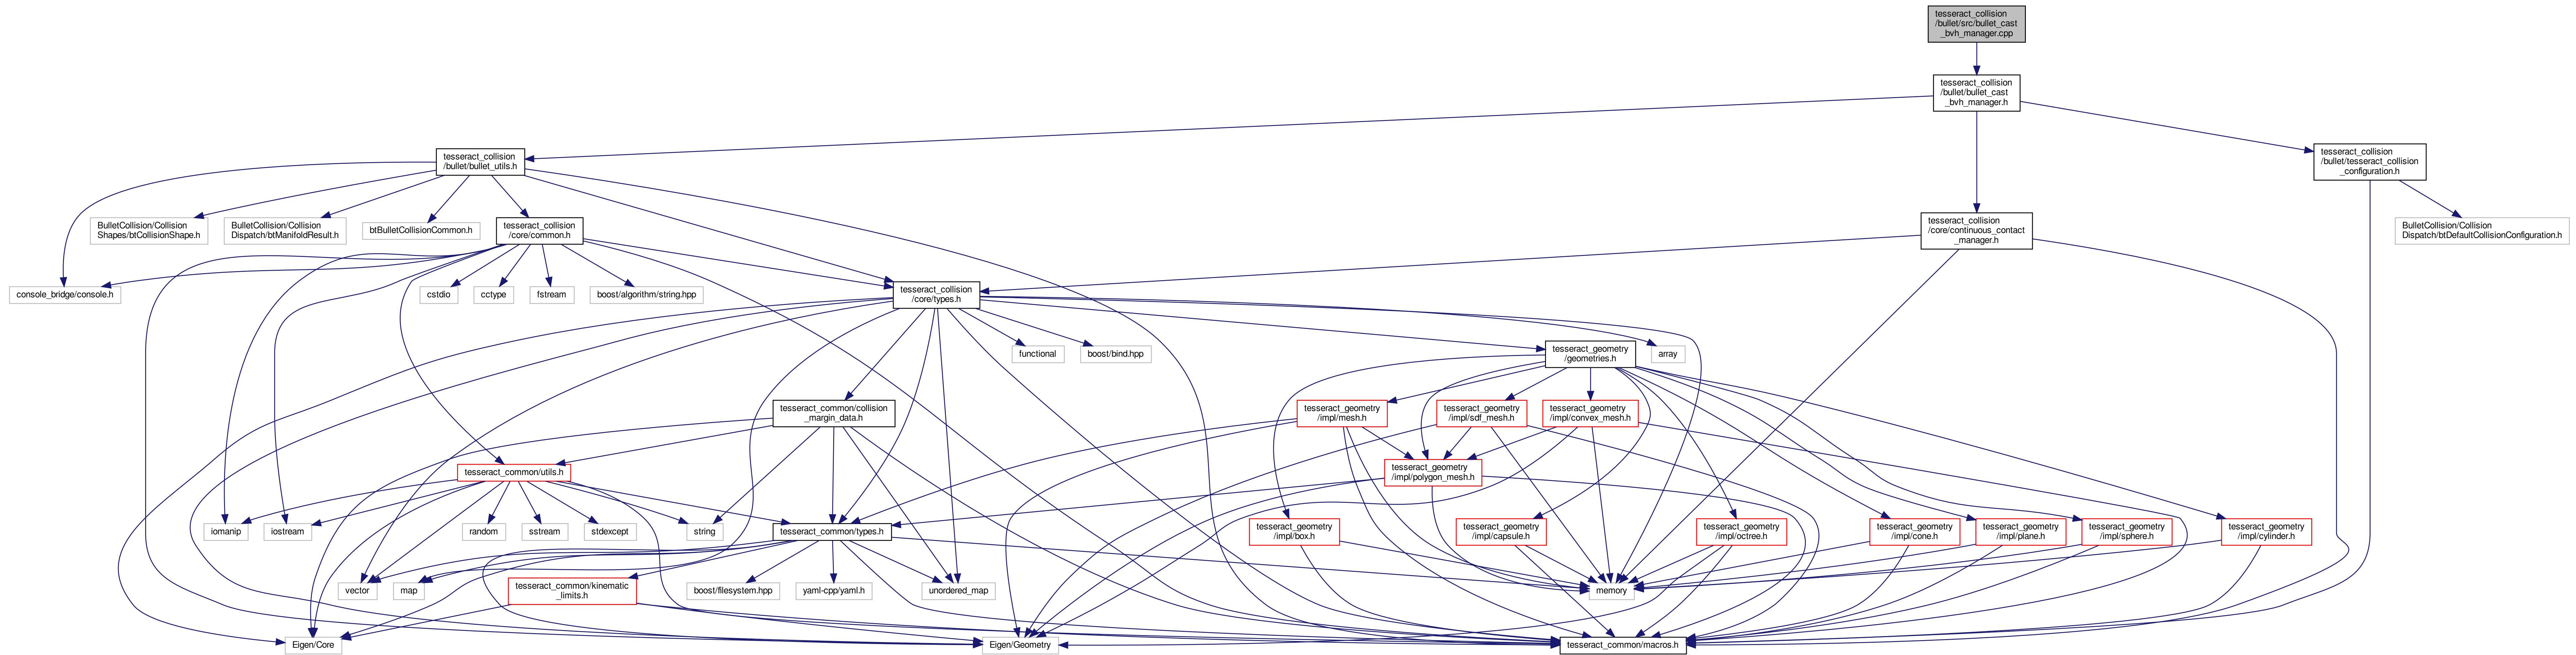 tesseract_collision
/bullet/src/bullet_cast
_bvh_manager.cpp
tesseract_collision
/bullet/bullet_cast
_bvh_manager.h
tesseract_collision
/bullet/bullet_utils.h
tesseract_collision
/bullet/tesseract_collision
_configuration.h
BulletCollision/Collision
Shapes/btCollisionShape.h
BulletCollision/Collision
Dispatch/btManifoldResult.h
btBulletCollisionCommon.h
tesseract_collision
/core/common.h
tesseract_collision
/core/continuous_contact
_manager.h
BulletCollision/Collision
Dispatch/btDefaultCollisionConfiguration.h
console_bridge/console.h
cstdio
cctype
fstream
boost/algorithm/string.hpp
tesseract_collision
/core/types.h
functional
boost/bind.hpp
tesseract_geometry
/geometries.h
array
tesseract_common/collision
_margin_data.h
tesseract_geometry
/impl/mesh.h
tesseract_geometry
/impl/sdf_mesh.h
tesseract_geometry
/impl/convex_mesh.h
tesseract_common/utils.h
tesseract_geometry
/impl/polygon_mesh.h
iomanip
iostream
random
sstream
stdexcept
string
tesseract_common/types.h
tesseract_geometry
/impl/box.h
tesseract_geometry
/impl/capsule.h
tesseract_geometry
/impl/octree.h
tesseract_geometry
/impl/cone.h
tesseract_geometry
/impl/plane.h
tesseract_geometry
/impl/sphere.h
tesseract_geometry
/impl/cylinder.h
vector
map
tesseract_common/kinematic
_limits.h
boost/filesystem.hpp
yaml-cpp/yaml.h
unordered_map
memory
Eigen/Core
Eigen/Geometry
tesseract_common/macros.h